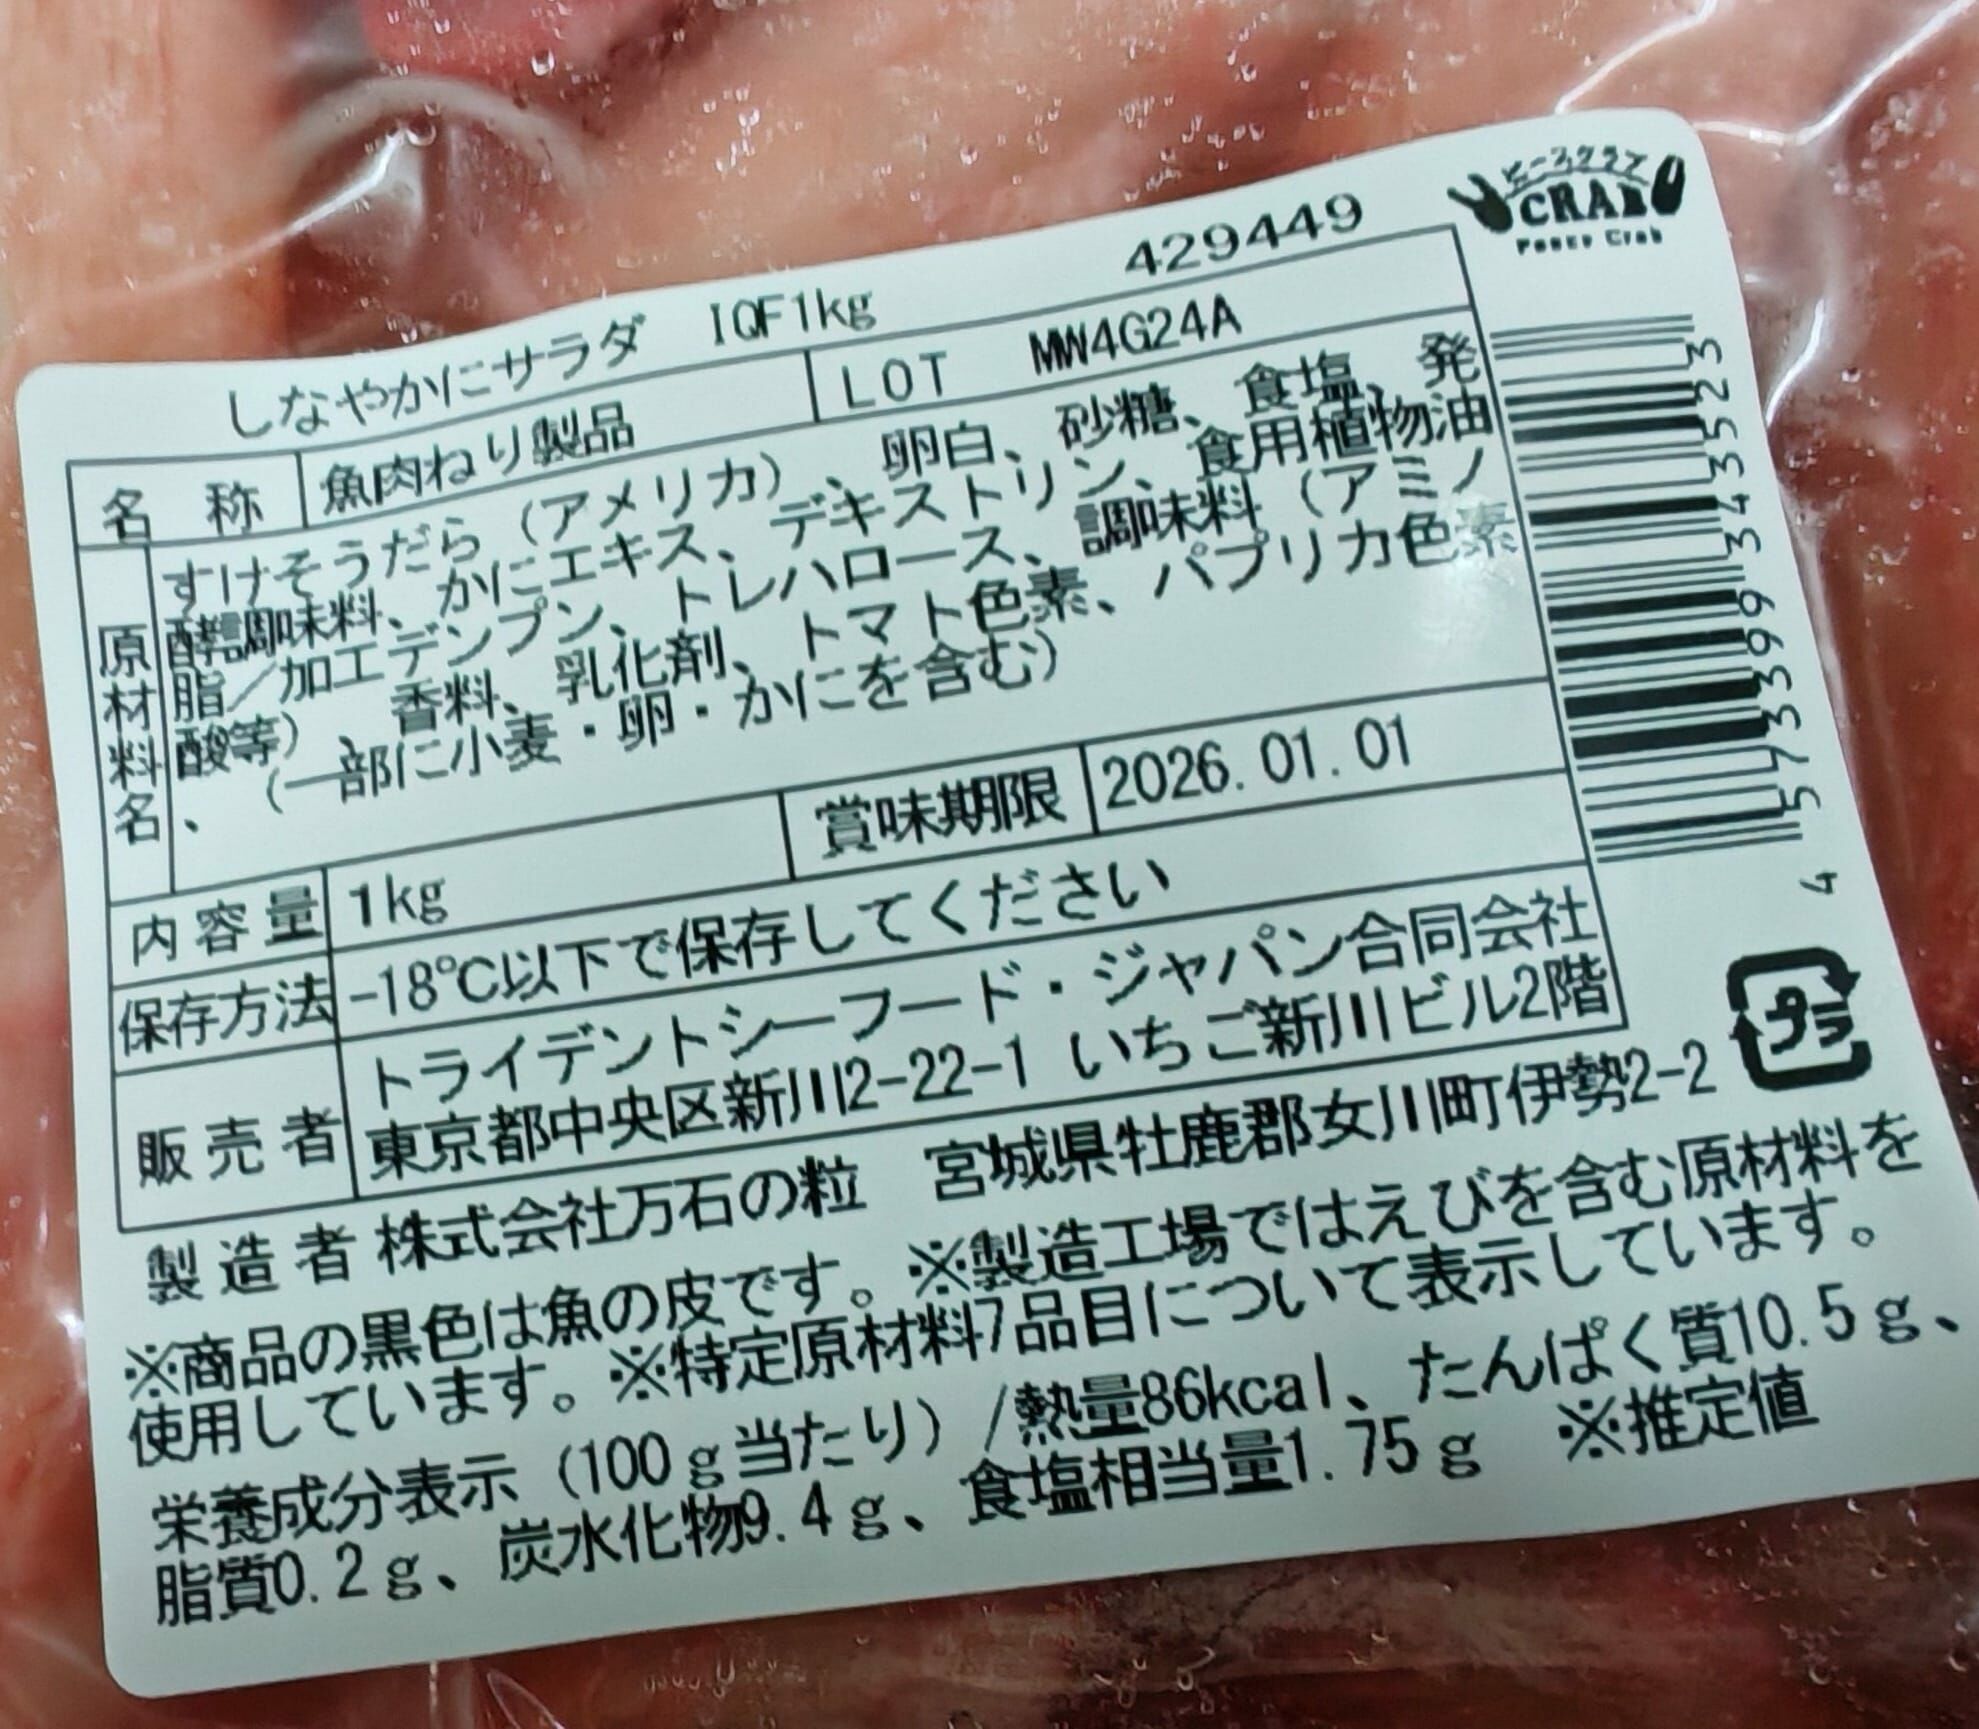 ピースクラブ
CRAB
Peace Crab
しなやかにサラダ IQF1kg 429449
名称 魚肉ねり製品 LOT MW4G24A
原材料名
すけそうだら（アメリカ）、卵白、砂糖、食塩、発
酵調味料、かにエキス、デキストリン、食用植物油
脂／加工デンプン、トレハロース、調味料（アミノ
酸等）、香料、乳化剤、トマト色素、パプリカ色素
、（一部に小麦・卵・かにを含む）
内容量 1kg 賞味期限 2026.01.01
保存方法 -18℃以下で保存してください
販売者 トライデントシーフード・ジャパン合同会社
東京都中央区新川2-22-1 いちご新川ビル2階
製造者 株式会社万石の粒 宮城県牡鹿郡女川町伊勢2-2
※商品の黒色は魚の皮です。※製造工場ではえびを含む原材料を
使用しています。※特定原材料7品目について表示しています。
栄養成分表示（100g当たり）/熱量86kcal、たんぱく質10.5g、
脂質0.2g、炭水化物9.4g、食塩相当量1.75g ※推定値
4 573399 343523
プラ